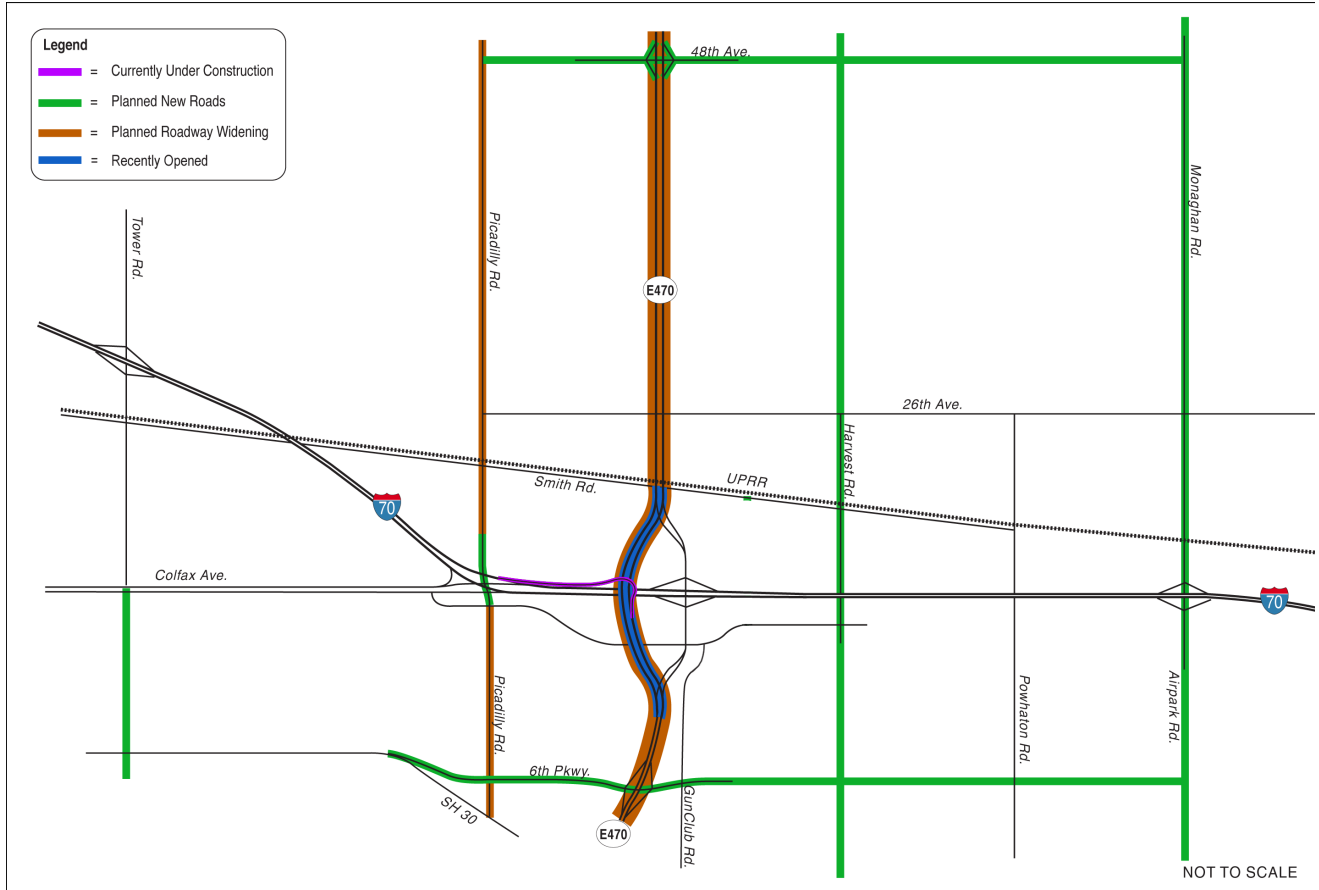 Legend
= Currently Under Construction
= Planned New Roads
= Planned Roadway Widening
= Recently Opened
48th Ave.
Tower Rd.
Picadilly Rd.
Monaghan Rd.
E470
26th Ave.
Harvest Rd.
UPRR
Smith Rd.
70
Colfax Ave.
70
Picadilly Rd.
Powhaton Rd.
Airpark Rd.
6th Pkwy.
SH 30
GunClub Rd.
E470
NOT TO SCALE